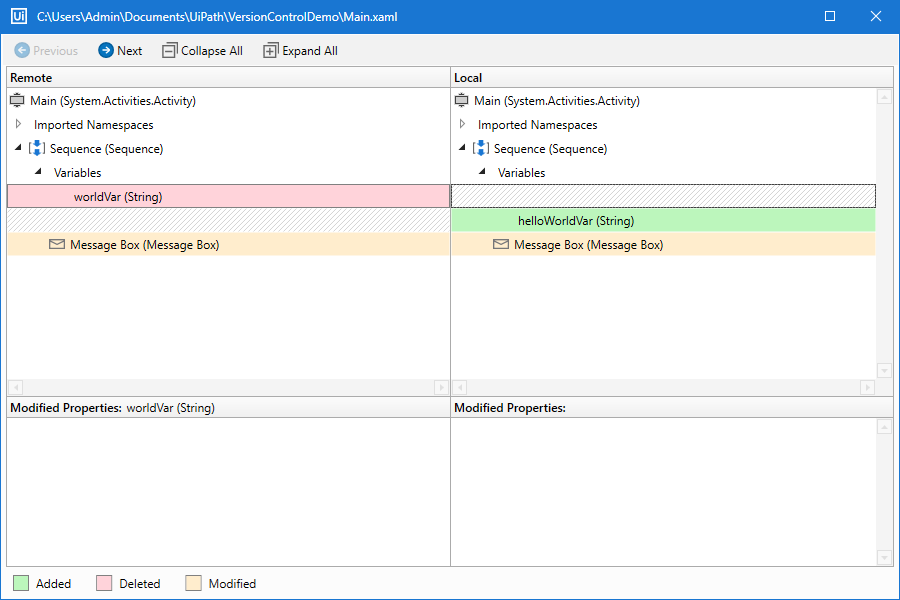 Ui C:\Users\Admin\Documents\UiPath\VersionControlDemo\Main.xaml
Previous Next Collapse All Expand All
Remote Local
Main (System.Activities.Activity) Main (System.Activities.Activity)
Imported Namespaces Imported Namespaces
Sequence (Sequence) Sequence (Sequence)
Variables Variables
worldVar (String)
helloWorldVar (String)
Message Box (Message Box) Message Box (Message Box)
Modified Properties: worldVar (String) Modified Properties:
Added Deleted Modified